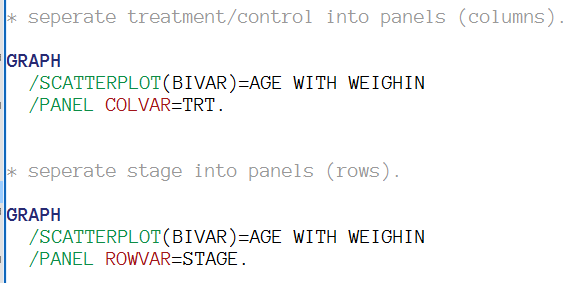 * seperate treatment/control into panels (columns).
GRAPH
/SCATTERPLOT(BIVAR)=AGE WITH WEIGHIN
/PANEL COLVAR=TRT.
* seperate stage into panels (rows).
GRAPH
/SCATTERPLOT(BIVAR)=AGE WITH WEIGHIN
/PANEL ROWVAR=STAGE.